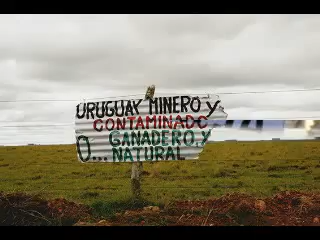 URUGUAY MINERO Y
CONTAMINADO
O... GANADERO Y
NATURAL